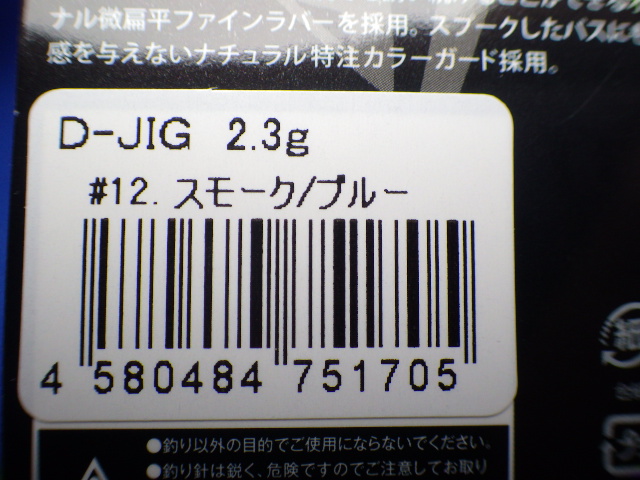 ナル微扁平ファインラバーを採用。スプークしたバスにも
感を与えないナチュラル特注カラーガード採用。
D-JIG 2.3g
#12. スモーク/ブルー
4 580484 751705
●釣り以外の目的でご使用にならないでください。
●釣り針は鋭く、危険ですのでご注意してお取り